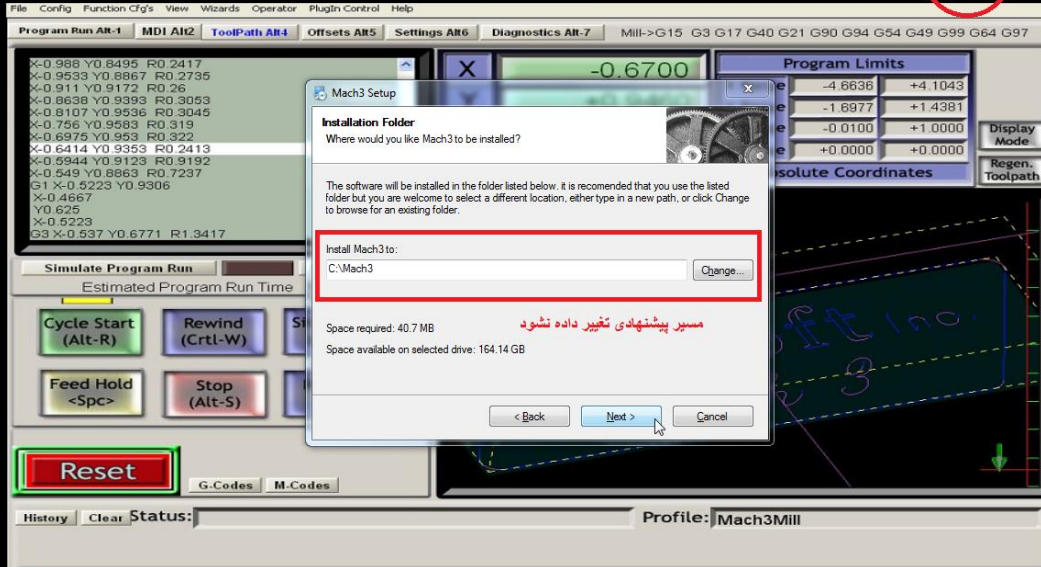 File Config Function Cfg's View Wizards Operator PlugIn Control Help
Program Run Alt-1 MDI Alt2 ToolPath Alt4 Offsets Alt5 Settings Alt6 Diagnostics Alt-7 Mill->G15 G3 G17 G40 G21 G90 G94 G54 G49 G99 G64 G97
X-0.988 Y0.8495 R0.2417
X-0.9533 Y0.8867 R0.2735
X-0.911 Y0.9172 R0.26
X-0.8638 Y0.9393 R0.3053
X-0.8107 Y0.9536 R0.3045
X-0.756 Y0.9583 R0.319
X-0.6975 Y0.953 R0.322
X-0.6414 Y0.9353 R0.2413
X-0.5944 Y0.9123 R0.9192
X-0.549 Y0.8863 R0.7237
G1 X-0.5223 Y0.9306
X-0.4667
Y0.625
X-0.5223
G3 X-0.537 Y0.6771 R1.3417
X -0.6700
Program Limits
-4.6636 +4.1043
-1.6977 +1.4381
-0.0100 +1.0000
+0.0000 +0.0000
Display Mode
Regen. Toolpath
Absolute Coordinates
Mach3 Setup
Installation Folder
Where would you like Mach3 to be installed?
The software will be installed in the folder listed below. it is recomended that you use the listed
folder but you are welcome to select a different location, either type in a new path, or click Change
to browse for an existing folder.
Install Mach3 to:
C:\Mach3 Change...
مسیر پیشنهادی تغییر داده نشود
Space required: 40.7 MB
Space available on selected drive: 164.14 GB
< Back Next > Cancel
Simulate Program Run
Estimated Program Run Time
Cycle Start (Alt-R)
Rewind (Crtl-W)
Feed Hold <Spc>
Stop (Alt-S)
Reset
G-Codes M-Codes
Inc.
3
History Clear Status: Profile: Mach3Mill